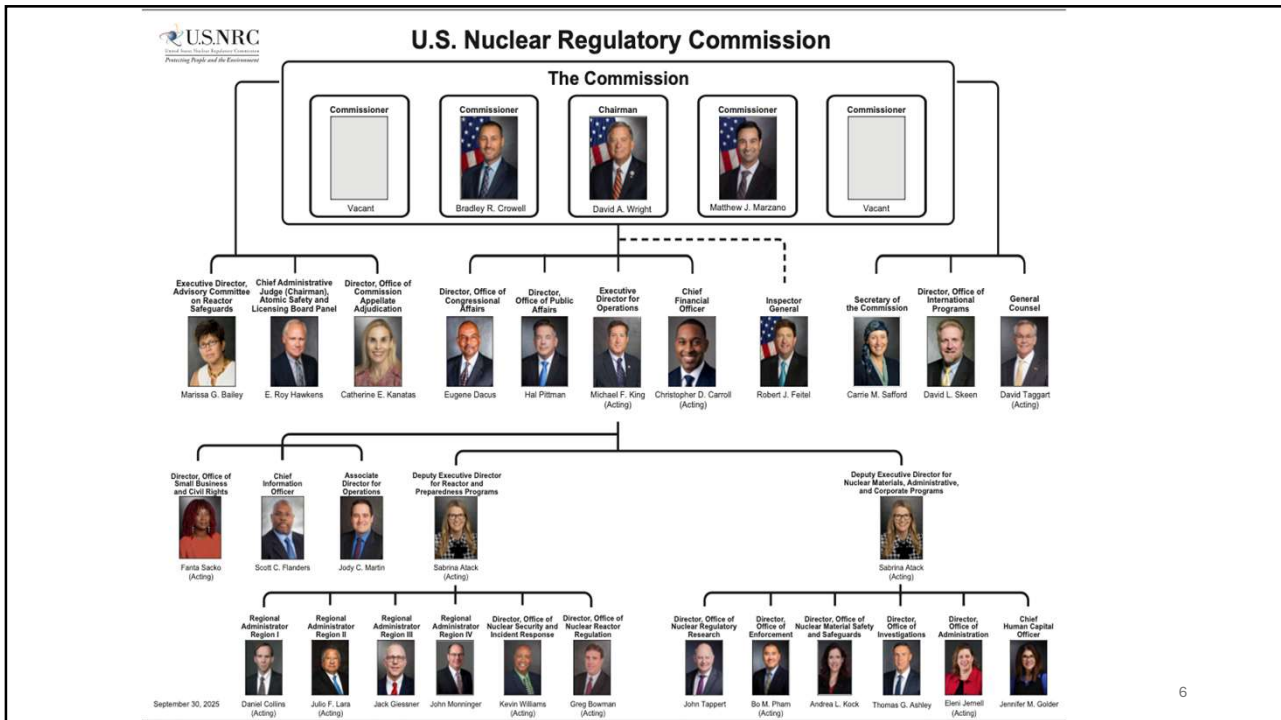 U.S.NRC
United States Nuclear Regulatory Commission
Protecting People and the Environment
U.S. Nuclear Regulatory Commission
The Commission
Commissioner
Vacant
Commissioner
Bradley R. Crowell
Chairman
David A. Wright
Commissioner
Matthew J. Marzano
Commissioner
Vacant
Executive Director,
Advisory Committee
on Reactor
Safeguards
Marissa G. Bailey
Chief Administrative
Judge (Chairman),
Atomic Safety and
Licensing Board Panel
E. Roy Hawkens
Director, Office of
Commission
Appellate
Adjudication
Catherine E. Kanatas
Director, Office of
Congressional
Affairs
Eugene Dacus
Director,
Office of Public
Affairs
Hal Pittman
Executive
Director for
Operations
Michael F. King
(Acting)
Chief
Financial
Officer
Christopher D. Carroll
(Acting)
Inspector
General
Robert J. Feitel
Secretary of
the Commission
Carrie M. Safford
Director, Office of
International
Programs
David L. Skeen
General
Counsel
David Taggart
(Acting)
Director, Office of
Small Business
and Civil Rights
Fanta Sacko
(Acting)
Chief
Information
Officer
Scott C. Flanders
Associate
Director for
Operations
Jody C. Martin
Deputy Executive Director
for Reactor and
Preparedness Programs
Sabrina Atack
(Acting)
Deputy Executive Director for
Nuclear Materials, Administrative,
and Corporate Programs
Sabrina Atack
(Acting)
Regional
Administrator
Region I
Daniel Collins
(Acting)
Regional
Administrator
Region II
Julio F. Lara
(Acting)
Regional
Administrator
Region III
Jack Giessner
Regional
Administrator
Region IV
John Monninger
Director, Office of
Nuclear Security and
Incident Response
Kevin Williams
(Acting)
Director, Office of
Nuclear Reactor
Regulation
Greg Bowman
(Acting)
Director, Office of
Nuclear Regulatory
Research
John Tappert
Director,
Office of
Enforcement
Bo M. Pham
(Acting)
Director, Office of
Nuclear Material Safety
and Safeguards
Andrea L. Kock
Director,
Office of
Investigations
Thomas G. Ashley
Director,
Office of
Administration
Eleni Jernell
(Acting)
Chief
Human Capital
Officer
Jennifer M. Golder
September 30, 2025
6